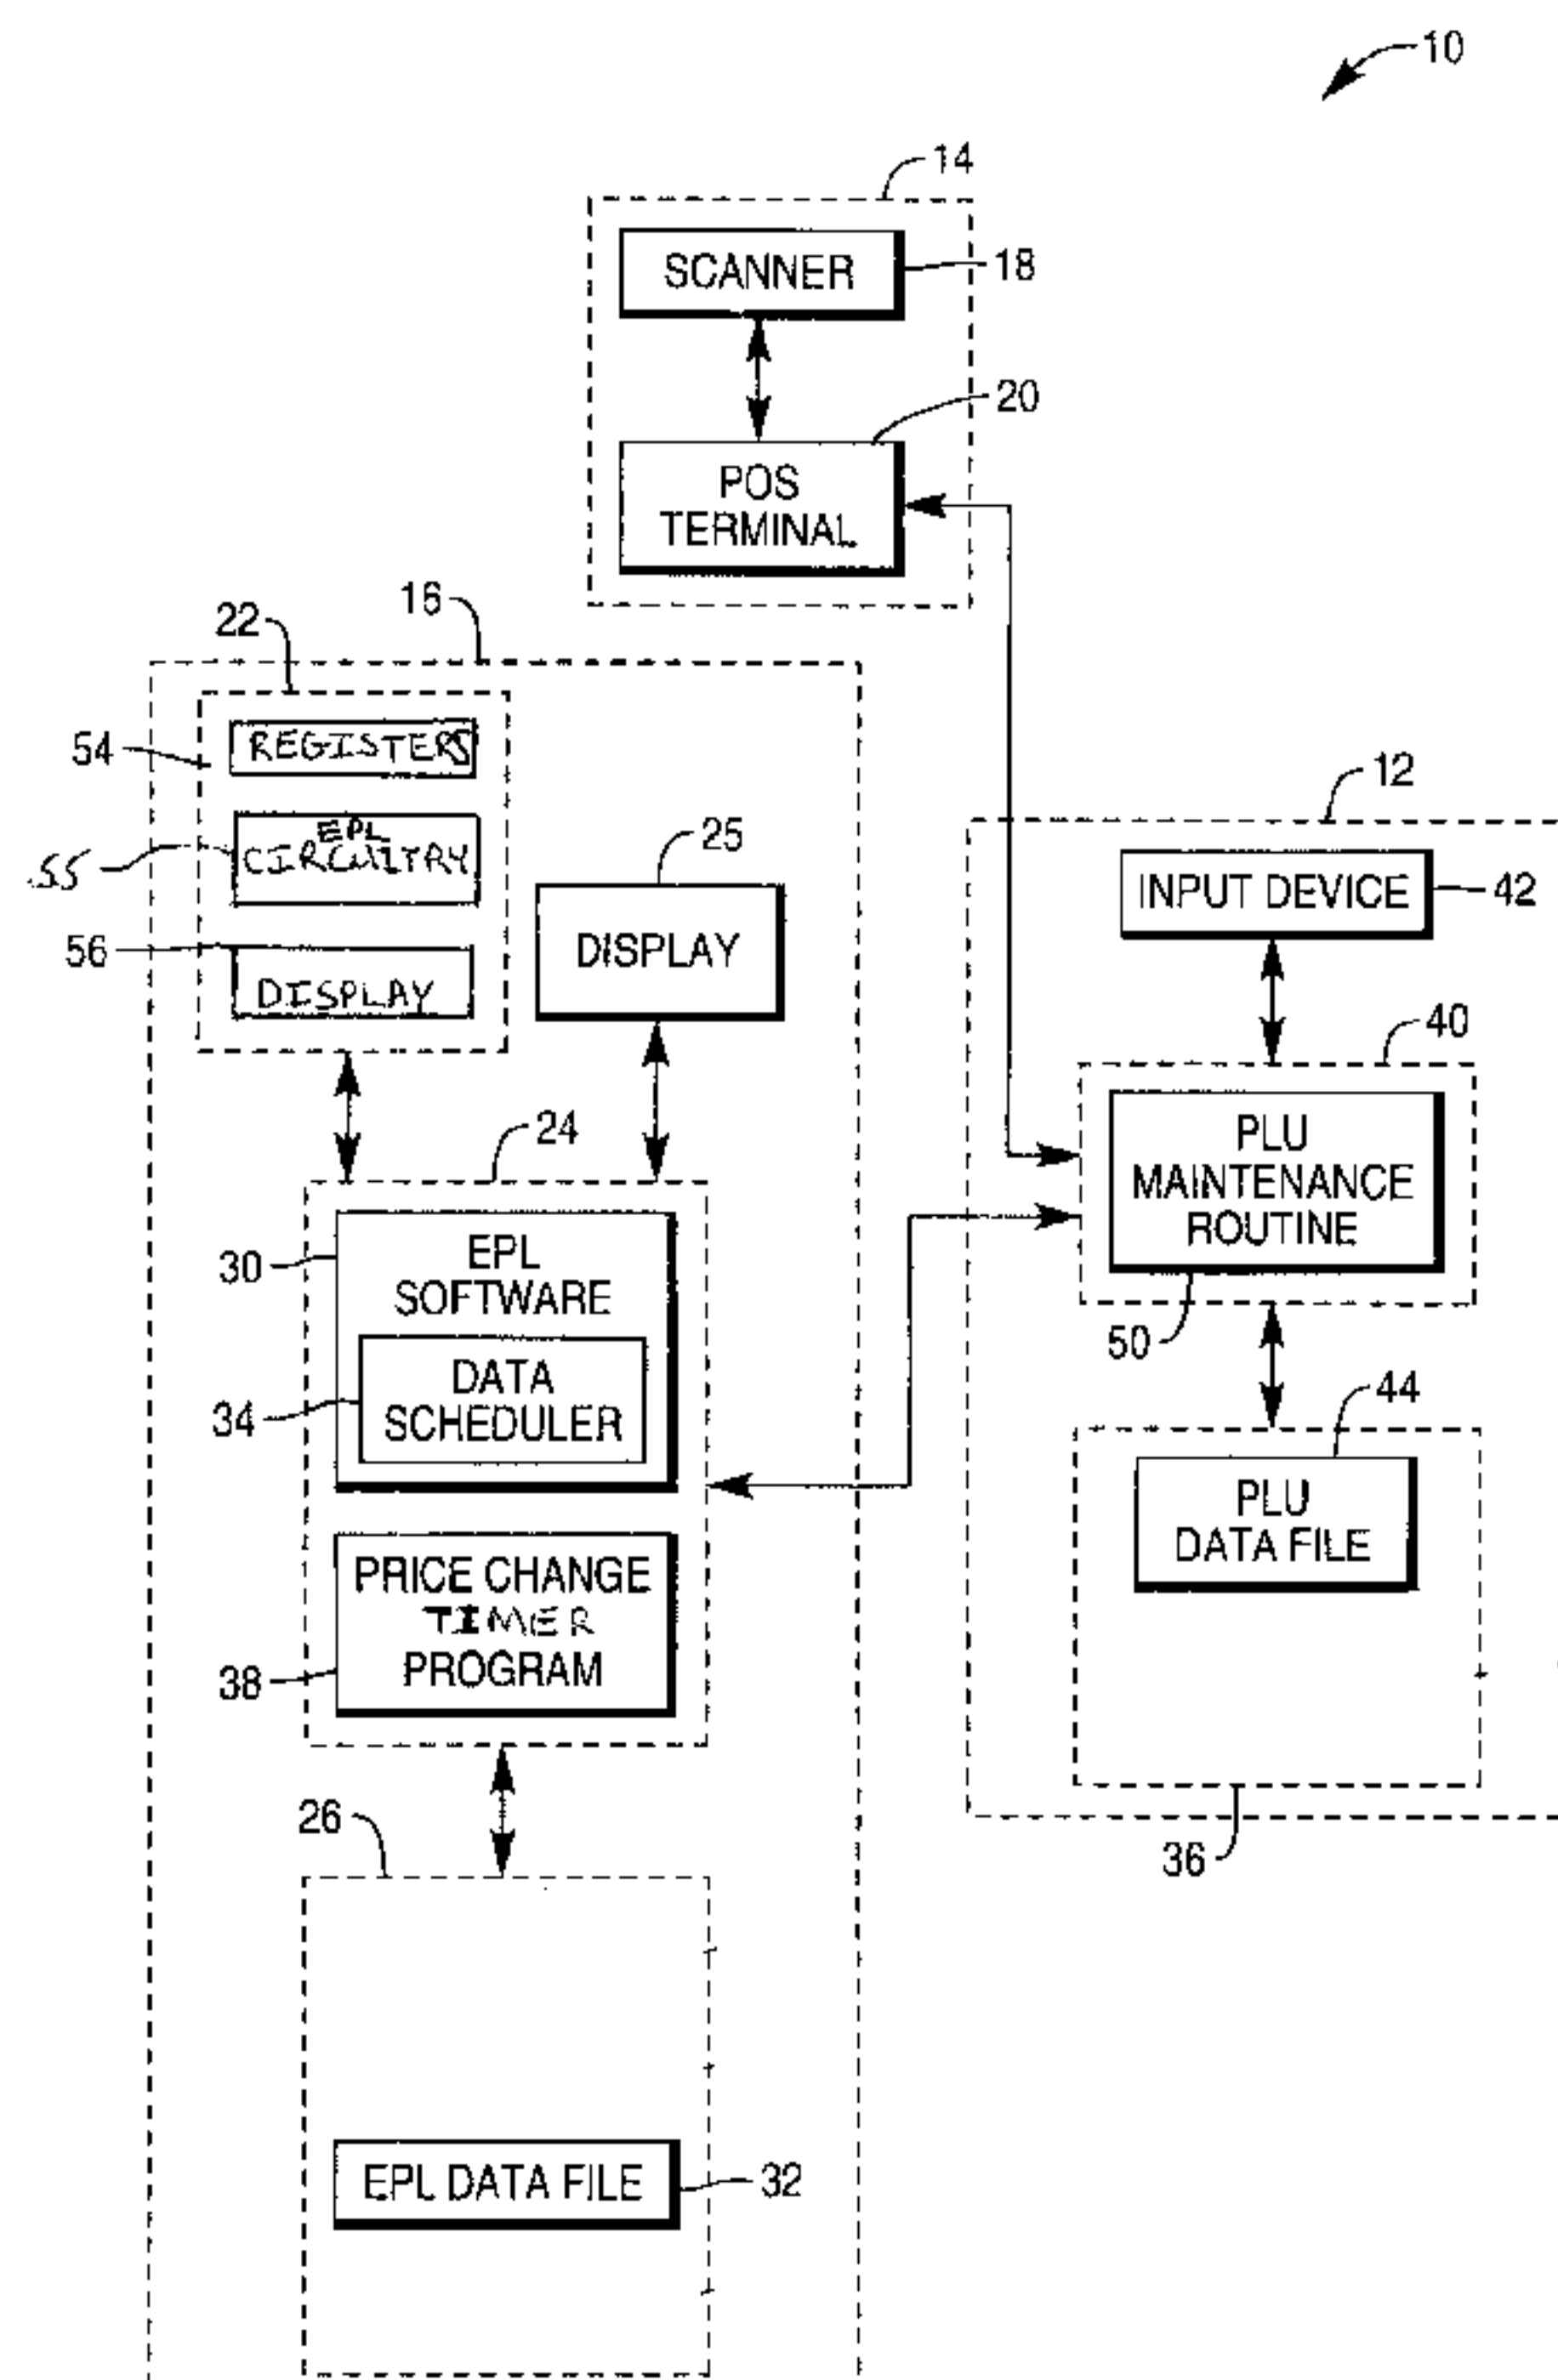 10
14
SCANNER
18
20
POS
TERMINAL
16
22
54
REGISTERS
12
25
55
EPL
CIRCUITRY
INPUT DEVICE
42
56
DISPLAY
DISPLAY
40
24
PLU
MAINTENANCE
ROUTINE
30
EPL
SOFTWARE
50
34
DATA
SCHEDULER
44
PLU
DATA FILE
PRICE CHANGE
TIMER
PROGRAM
38
26
36
EPL DATA FILE
32